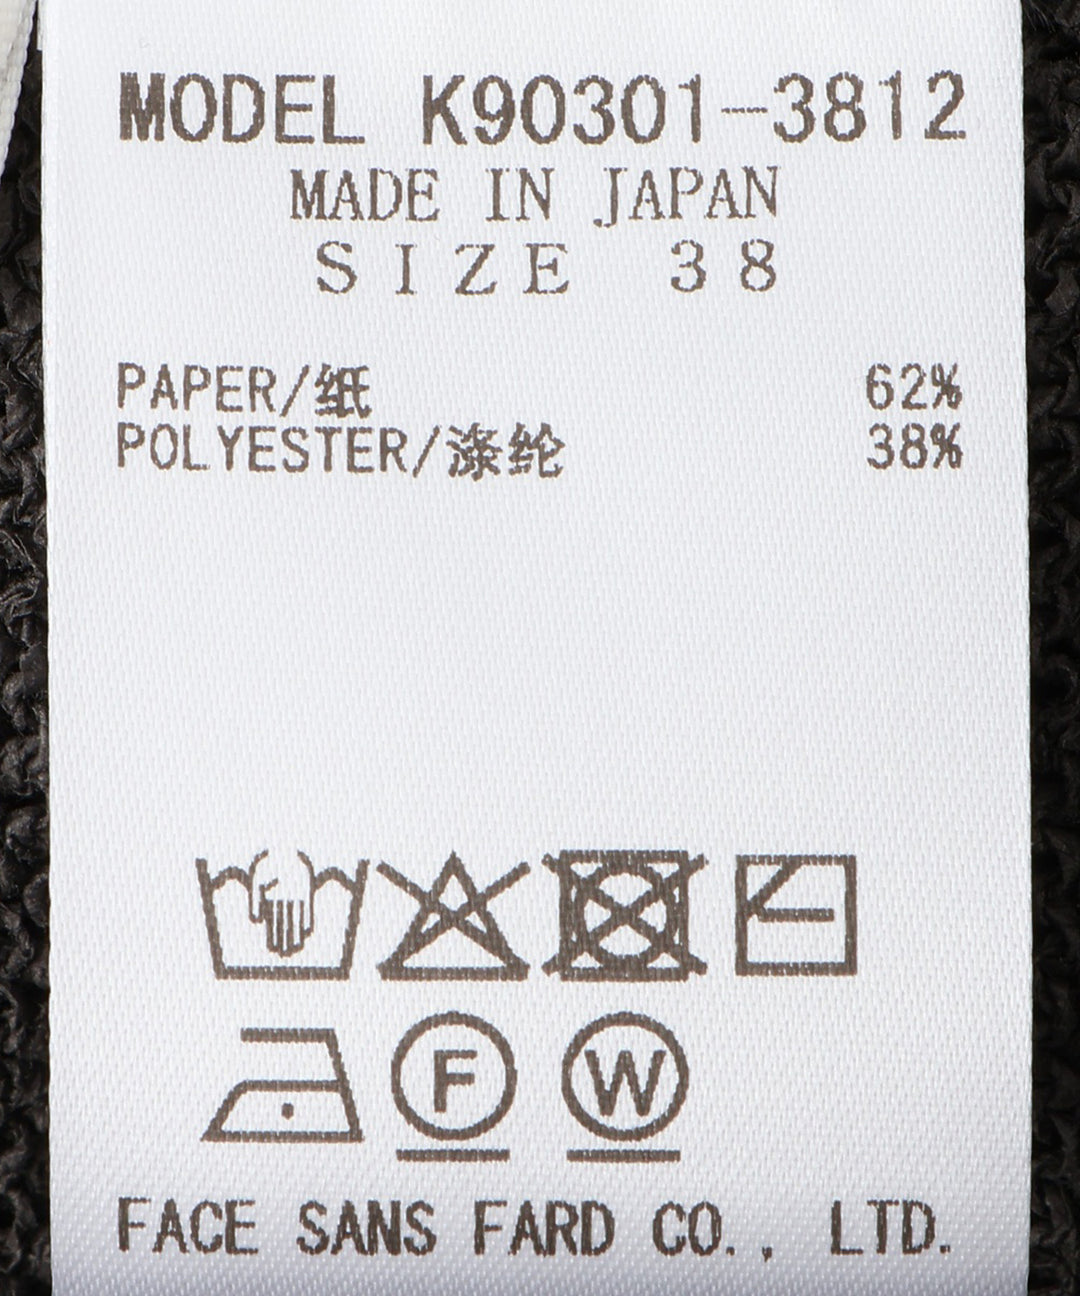 MODEL K90301-3812
MADE IN JAPAN
SIZE 38
PAPER/纸 62%
POLYESTER/涤纶 38%
F W
FACE SANS FARD CO., LTD.